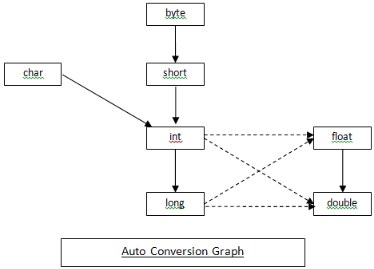 byte
char
short
int
float
long
double
Auto Conversion Graph